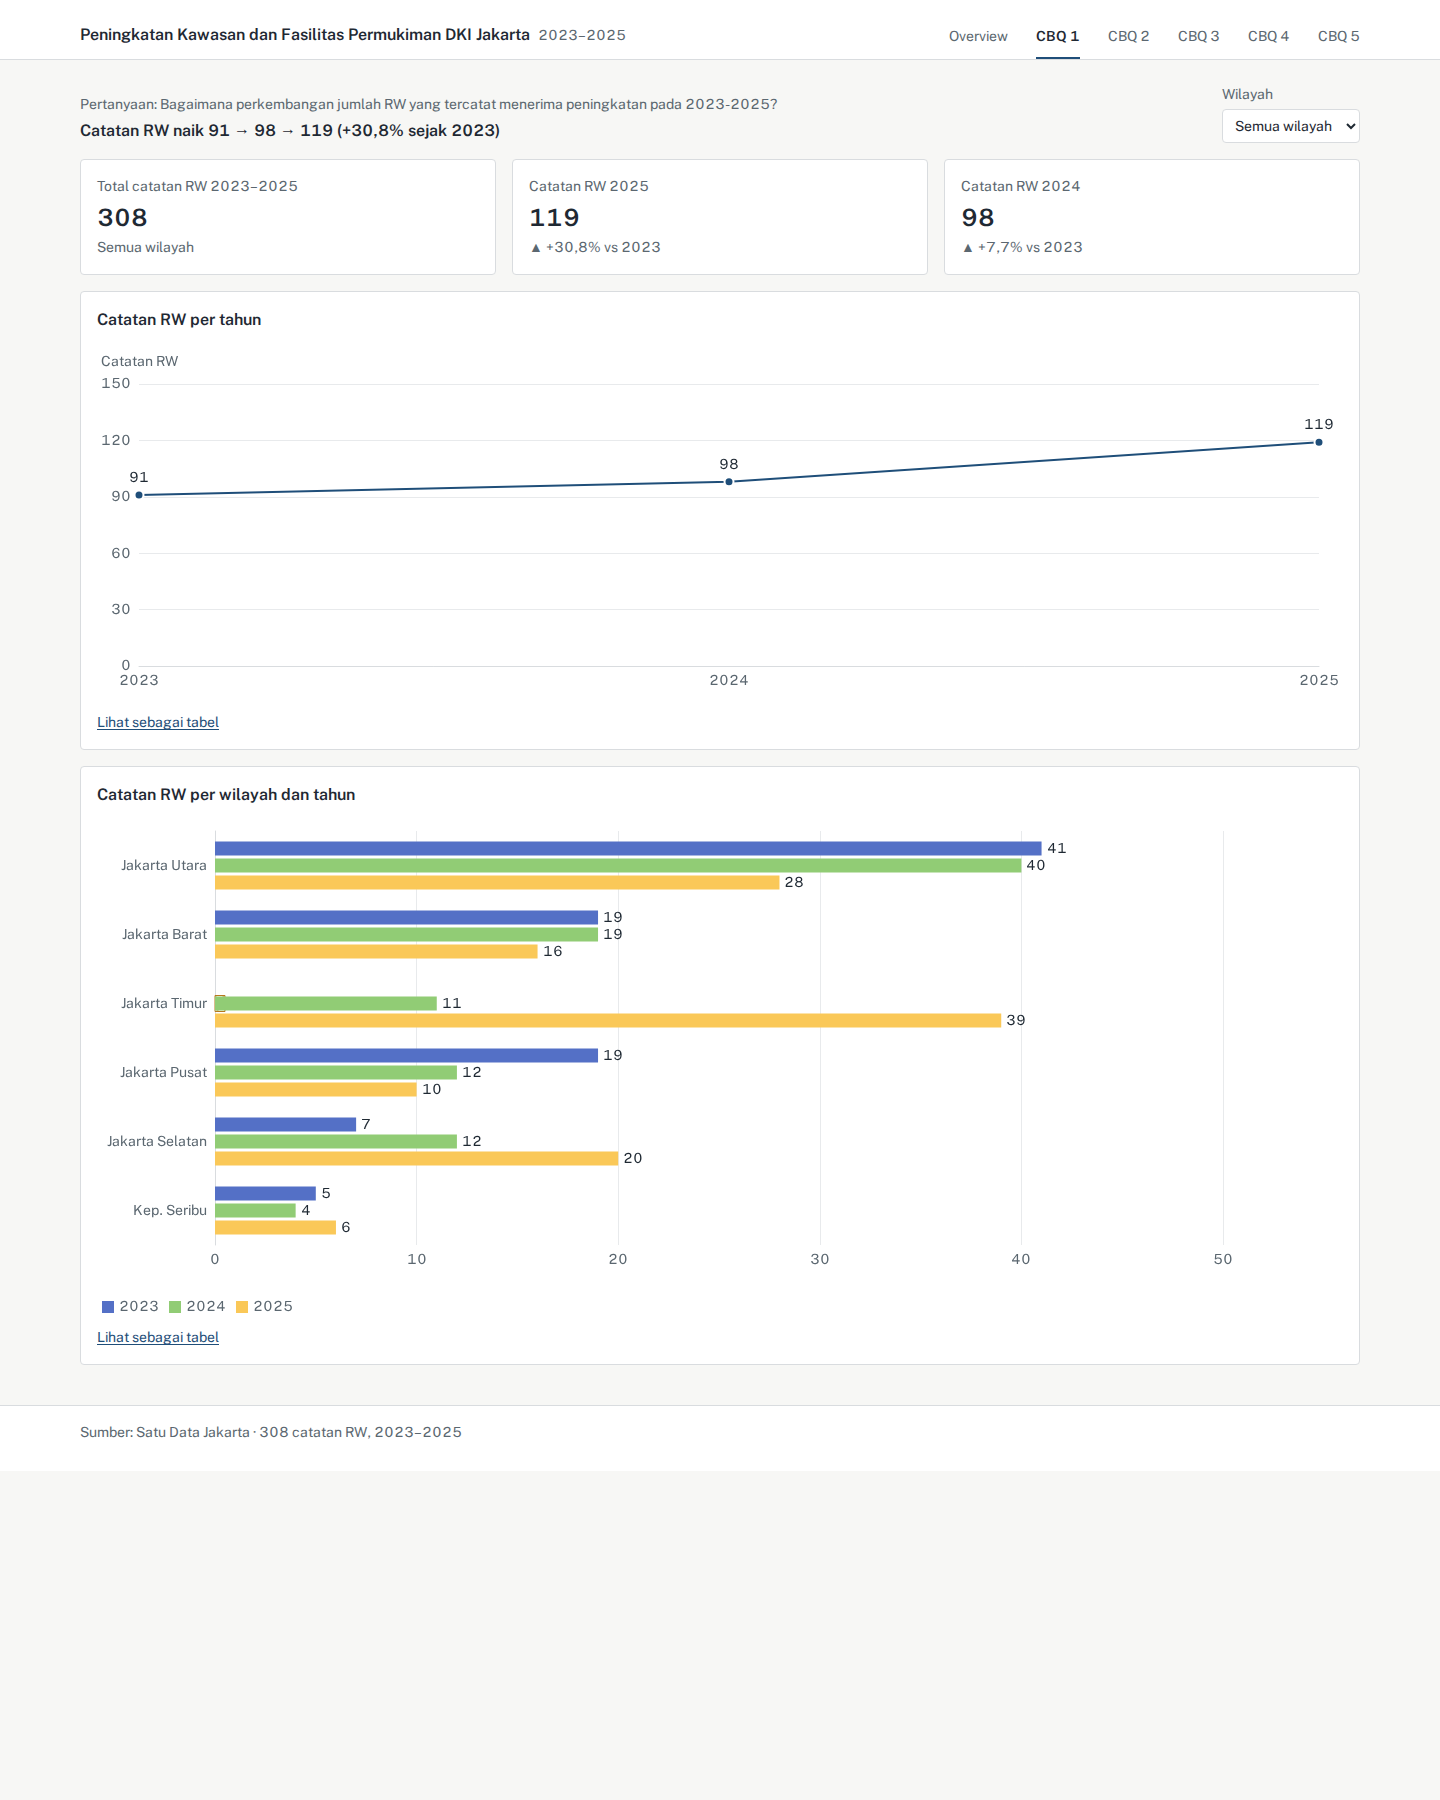 Peningkatan Kawasan dan Fasilitas Permukiman DKI Jakarta 2023–2025
Overview CBQ 1 CBQ 2 CBQ 3 CBQ 4 CBQ 5
Pertanyaan: Bagaimana perkembangan jumlah RW yang tercatat menerima peningkatan pada 2023-2025?
Catatan RW naik 91 → 98 → 119 (+30,8% sejak 2023)
Wilayah
Semua wilayah
Total catatan RW 2023–2025
308
Semua wilayah
Catatan RW 2025
119
▲ +30,8% vs 2023
Catatan RW 2024
98
▲ +7,7% vs 2023
Catatan RW per tahun
Catatan RW
150
120
90
60
30
0
91
98
119
2023 2024 2025
Lihat sebagai tabel
Catatan RW per wilayah dan tahun
Jakarta Utara
41
40
28
Jakarta Barat
19
19
16
Jakarta Timur
11
39
Jakarta Pusat
19
12
10
Jakarta Selatan
7
12
20
Kep. Seribu
5
4
6
0 10 20 30 40 50
2023 2024 2025
Lihat sebagai tabel
Sumber: Satu Data Jakarta · 308 catatan RW, 2023–2025